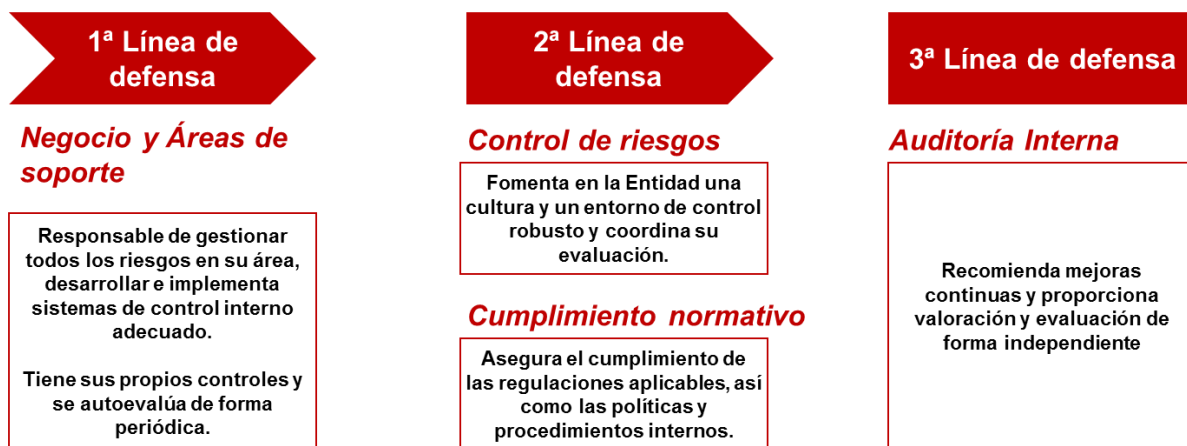 1ª Línea de
defensa
Negocio y Áreas de
soporte
Responsable de gestionar
todos los riesgos en su área,
desarrollar e implementa
sistemas de control interno
adecuado.
Tiene sus propios controles y
se autoevalúa de forma
periódica.
2ª Línea de
defensa
Control de riesgos
Fomenta en la Entidad una
cultura y un entorno de control
robusto y coordina su
evaluación.
Cumplimiento normativo
Asegura el cumplimiento de
las regulaciones aplicables, así
como las políticas y
procedimientos internos.
3ª Línea de defensa
Auditoría Interna
Recomienda mejoras
continuas y proporciona
valoración y evaluación de
forma independiente